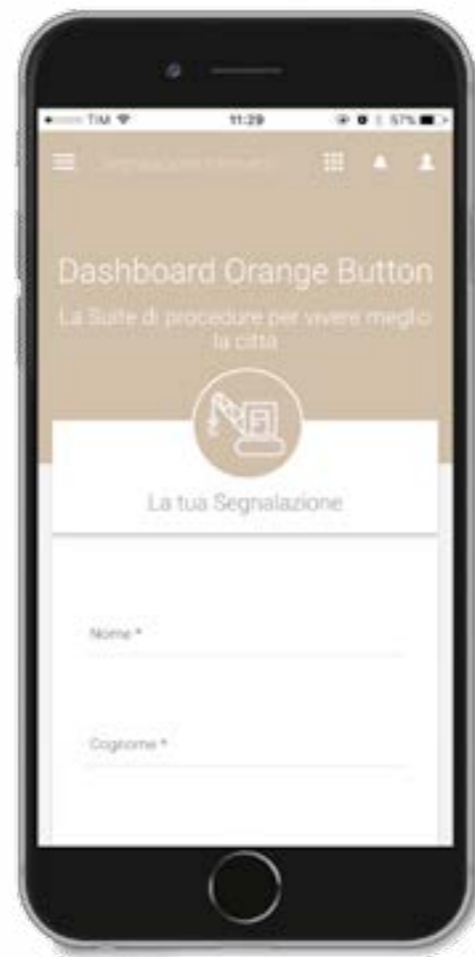 TIM 11:29 57%
Dashboard Orange Button
La Suite di procedure per vivere meglio
la città
La tua Segnalazione
Nome *
Cognome *